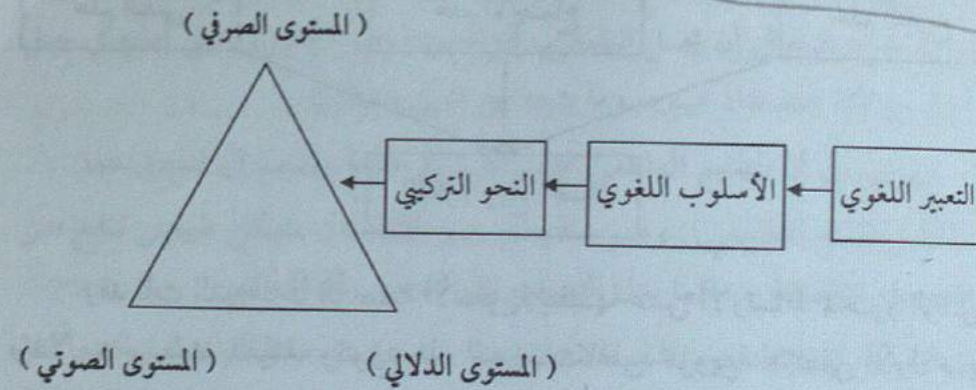 ( المستوى الصرفي )
التعبير اللغوي
الأسلوب اللغوي
النحو التركيبي
( المستوى الدلالي )
( المستوى الصوتي )